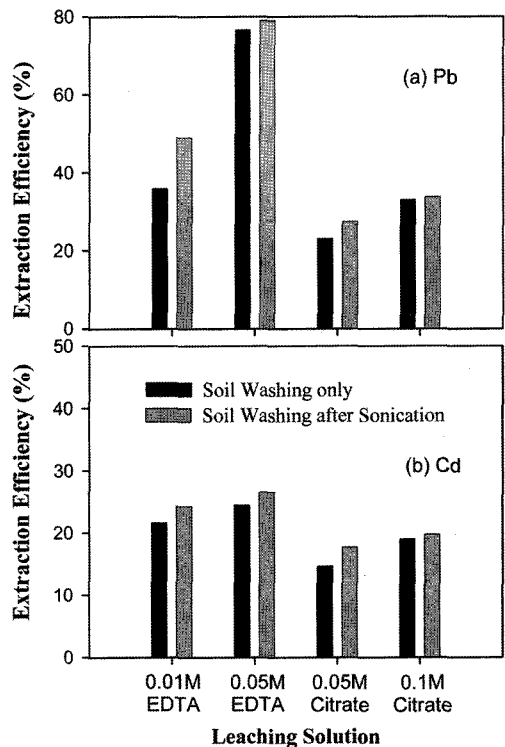 80
60
40
20
0
Extraction Efficiency (%)
(a) Pb
50
40
30
20
10
0
Extraction Efficiency (%)
Soil Washing only
Soil Washing after Sonication
(b) Cd
0.01M 0.05M 0.05M 0.1M
EDTA EDTA Citrate Citrate
Leaching Solution